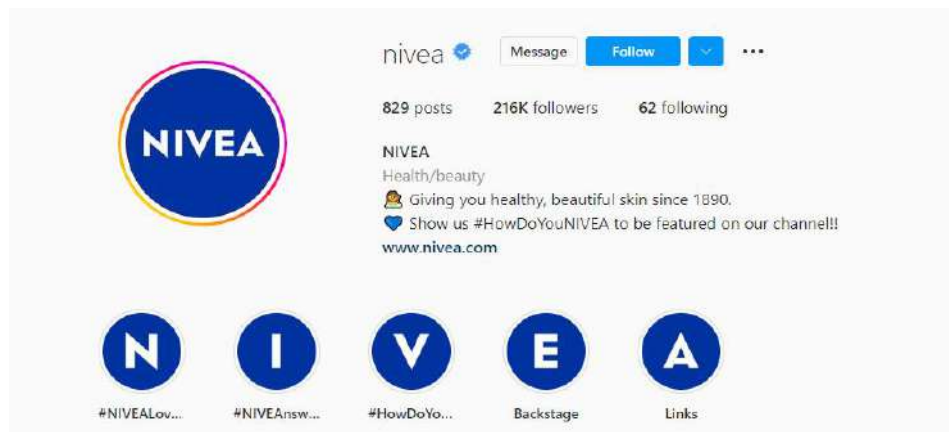 NIVEA
nivea Message Follow
829 posts 216K followers 62 following
NIVEA
Health/beauty
Giving you healthy, beautiful skin since 1890.
Show us #HowDoYouNIVEA to be featured on our channel!!
www.nivea.com
N I V E A
#NIVEALov... #NIVEAnsw... #HowDoYo... Backstage Links